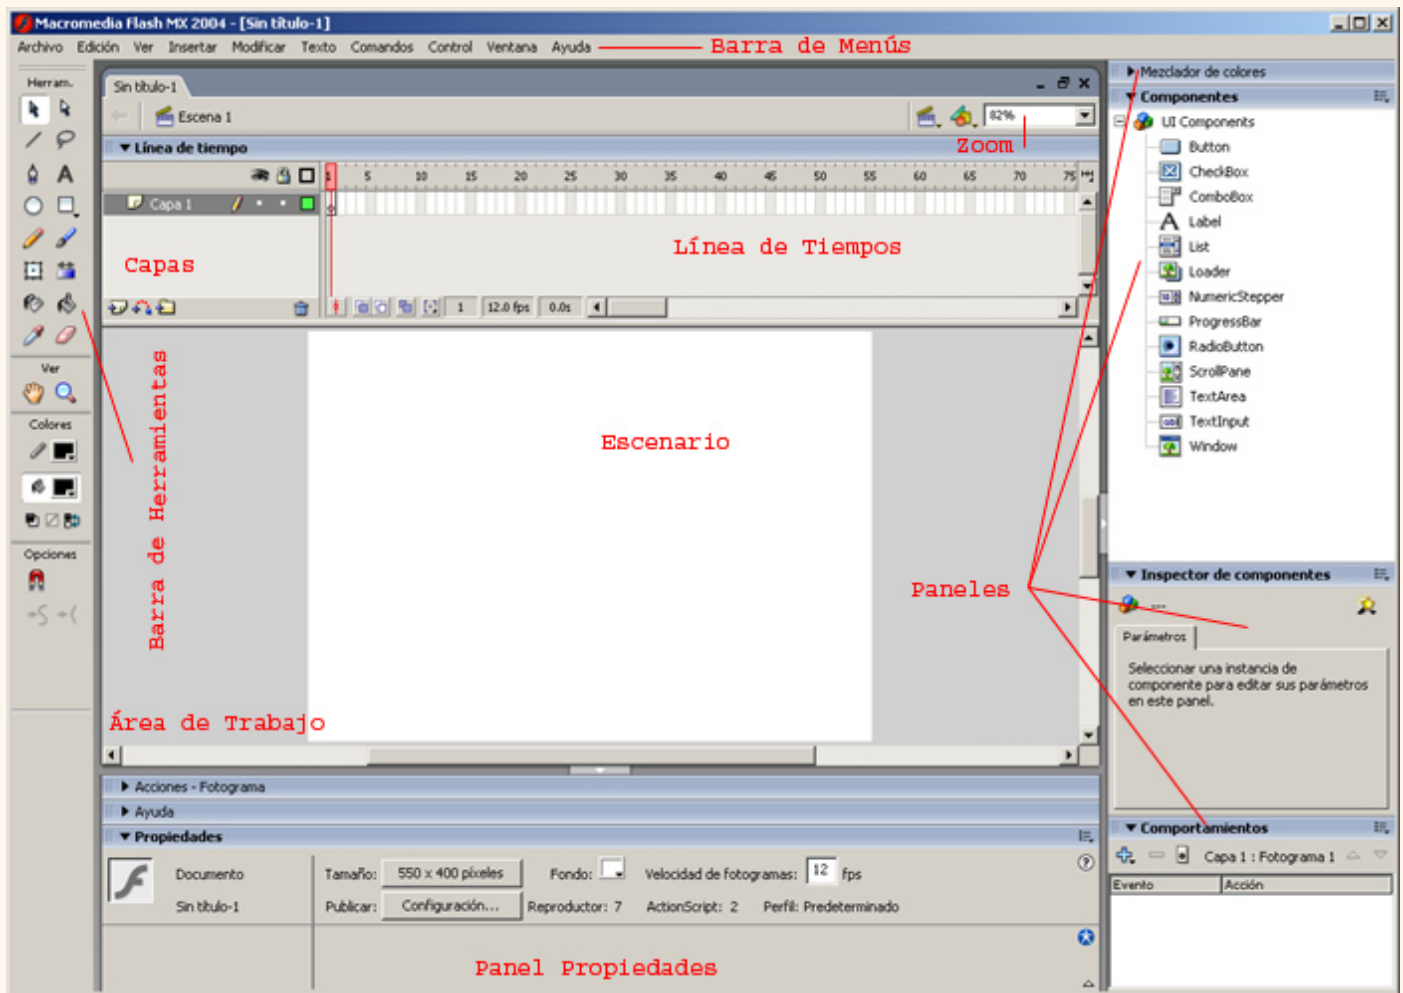 Macromedia Flash MX 2004 - [Sin título-1]
Archivo Edición Ver Insertar Modificar Texto Comandos Control Ventana Ayuda
Barra de Menús
Herram.
Ver
Colores
Opciones
Barra de Herramientas
Sin título-1
Escena 1
82%
Zoom
Línea de tiempo
1 5 10 15 20 25 30 35 40 45 50 55 60 65 70 75
Capa 1
Capas
Línea de Tiempos
1 12.0 fps 0.0s
Escenario
Paneles
Área de Trabajo
Acciones - Fotograma
Ayuda
Propiedades
Documento
Sin título-1
Tamaño: 550 x 400 píxeles Fondo: Velocidad de fotogramas: 12 fps
Publicar: Configuración... Reproductor: 7 ActionScript: 2 Perfil: Predeterminado
Panel Propiedades
Mezclador de colores
Componentes
UI Components
Button
CheckBox
ComboBox
Label
List
Loader
NumericStepper
ProgressBar
RadioButton
ScrollPane
TextArea
TextInput
Window
Inspector de componentes
---
Parámetros
Seleccionar una instancia de
componente para editar sus parámetros
en este panel.
Comportamientos
Capa 1 : Fotograma 1
Evento Acción